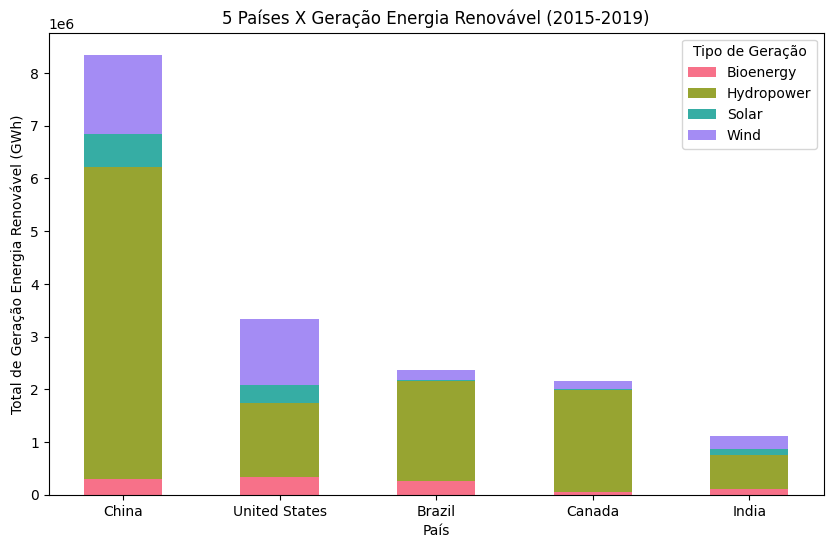 5 Países X Geração Energia Renovável (2015-2019)
1e6
Total de Geração Energia Renovável (GWh)
8
7
6
5
4
3
2
1
0
Tipo de Geração
Bioenergy
Hydropower
Solar
Wind
China
United States
Brazil
Canada
India
País